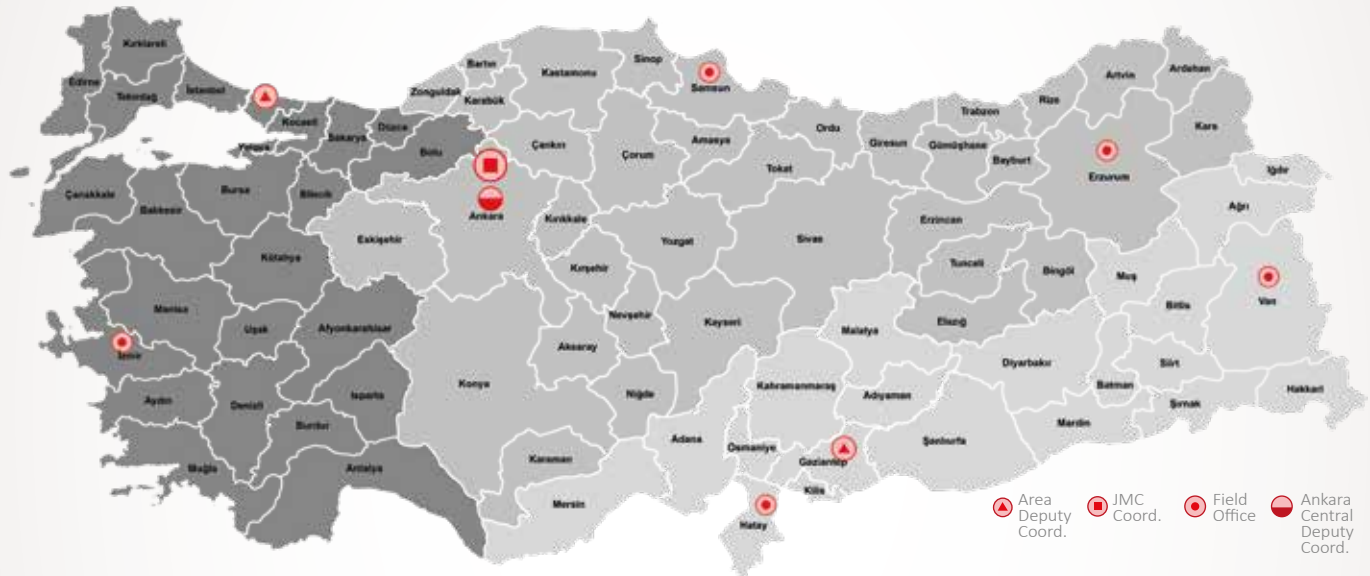 Kırklareli
Edirne
Tekirdağ
İstanbul
Kocaeli
Yalova
Sakarya
Düzce
Bolu
Zonguldak
Bartın
Karabük
Kastamonu
Sinop
Samsun
Çankırı
Çorum
Amasya
Tokat
Ordu
Giresun
Gümüşhane
Trabzon
Bayburt
Rize
Artvin
Ardahan
Kars
Erzurum
Iğdır
Ağrı
Çanakkale
Balıkesir
Bursa
Bilecik
Ankara
Kırıkkale
Eskişehir
Kütahya
Yozgat
Sivas
Erzincan
Tunceli
Bingöl
Muş
Bitlis
Van
Kırşehir
Manisa
Uşak
Afyonkarahisar
İzmir
Nevşehir
Kayseri
Malatya
Elazığ
Aksaray
Diyarbakır
Siirt
Batman
Hakkari
Şırnak
Konya
Niğde
Kahramanmaraş
Adıyaman
Aydın
Denizli
Isparta
Burdur
Mardin
Adana
Osmaniye
Şanlıurfa
Muğla
Antalya
Karaman
Gaziantep
Kilis
Mersin
Hatay
Area
Deputy
Coord.
JMC
Coord.
Field
Office
Ankara
Central
Deputy
Coord.